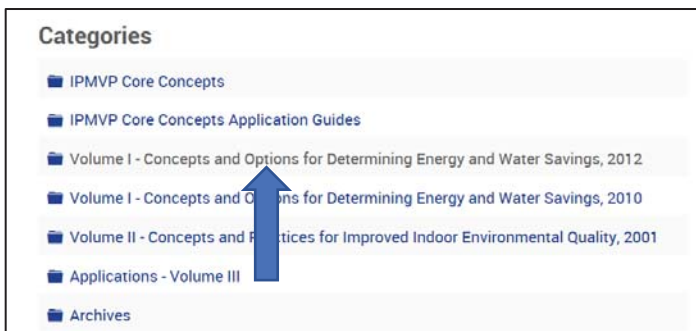 Categories
IPMVP Core Concepts
IPMVP Core Concepts Application Guides
Volume I - Concepts and Options for Determining Energy and Water Savings, 2012
Volume I - Concepts and Options for Determining Energy and Water Savings, 2010
Volume II - Concepts and Practices for Improved Indoor Environmental Quality, 2001
Applications - Volume III
Archives